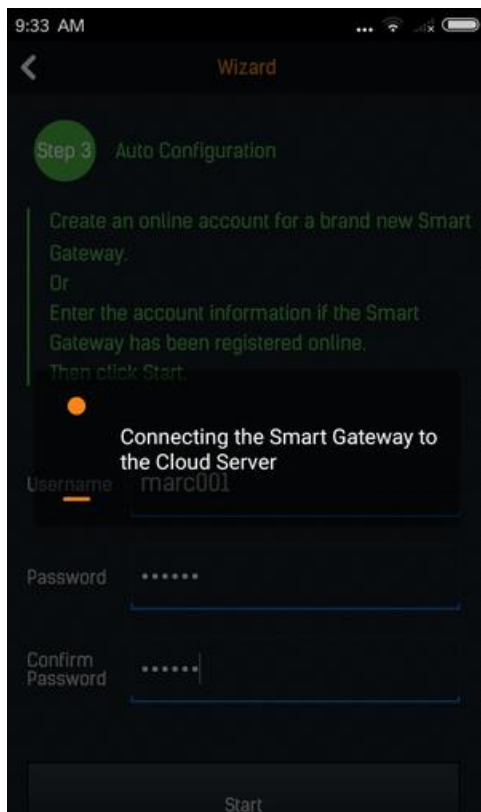 9:33 AM
Wizard
Step 3 Auto Configuration
Create an online account for a brand new Smart
Gateway.
Or
Enter the account information if the Smart
Gateway has been registered online.
Then click Start.
Connecting the Smart Gateway to
the Cloud Server
Username marc001
Password ••••••
Confirm
Password ••••••
Start